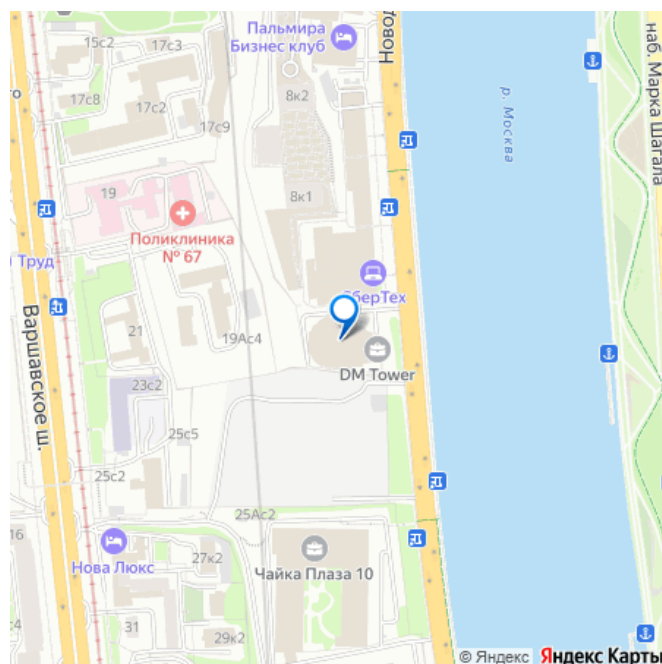 15с2
17с3
Пальмира
Бизнес клуб
Новод
17с8
17с2
8к2
17с9
р. Москва
наб. Марка Шагала
19
8к1
Поликлиника
№ 67
Труд
СберТех
Варшавское ш.
21
19Ас4
DM Tower
23с2
25с5
25с2
25Ас2
16
Нова Люкс
27к2
Чайка Плаза 10
31
29к2
© Яндекс Яндекс Карты